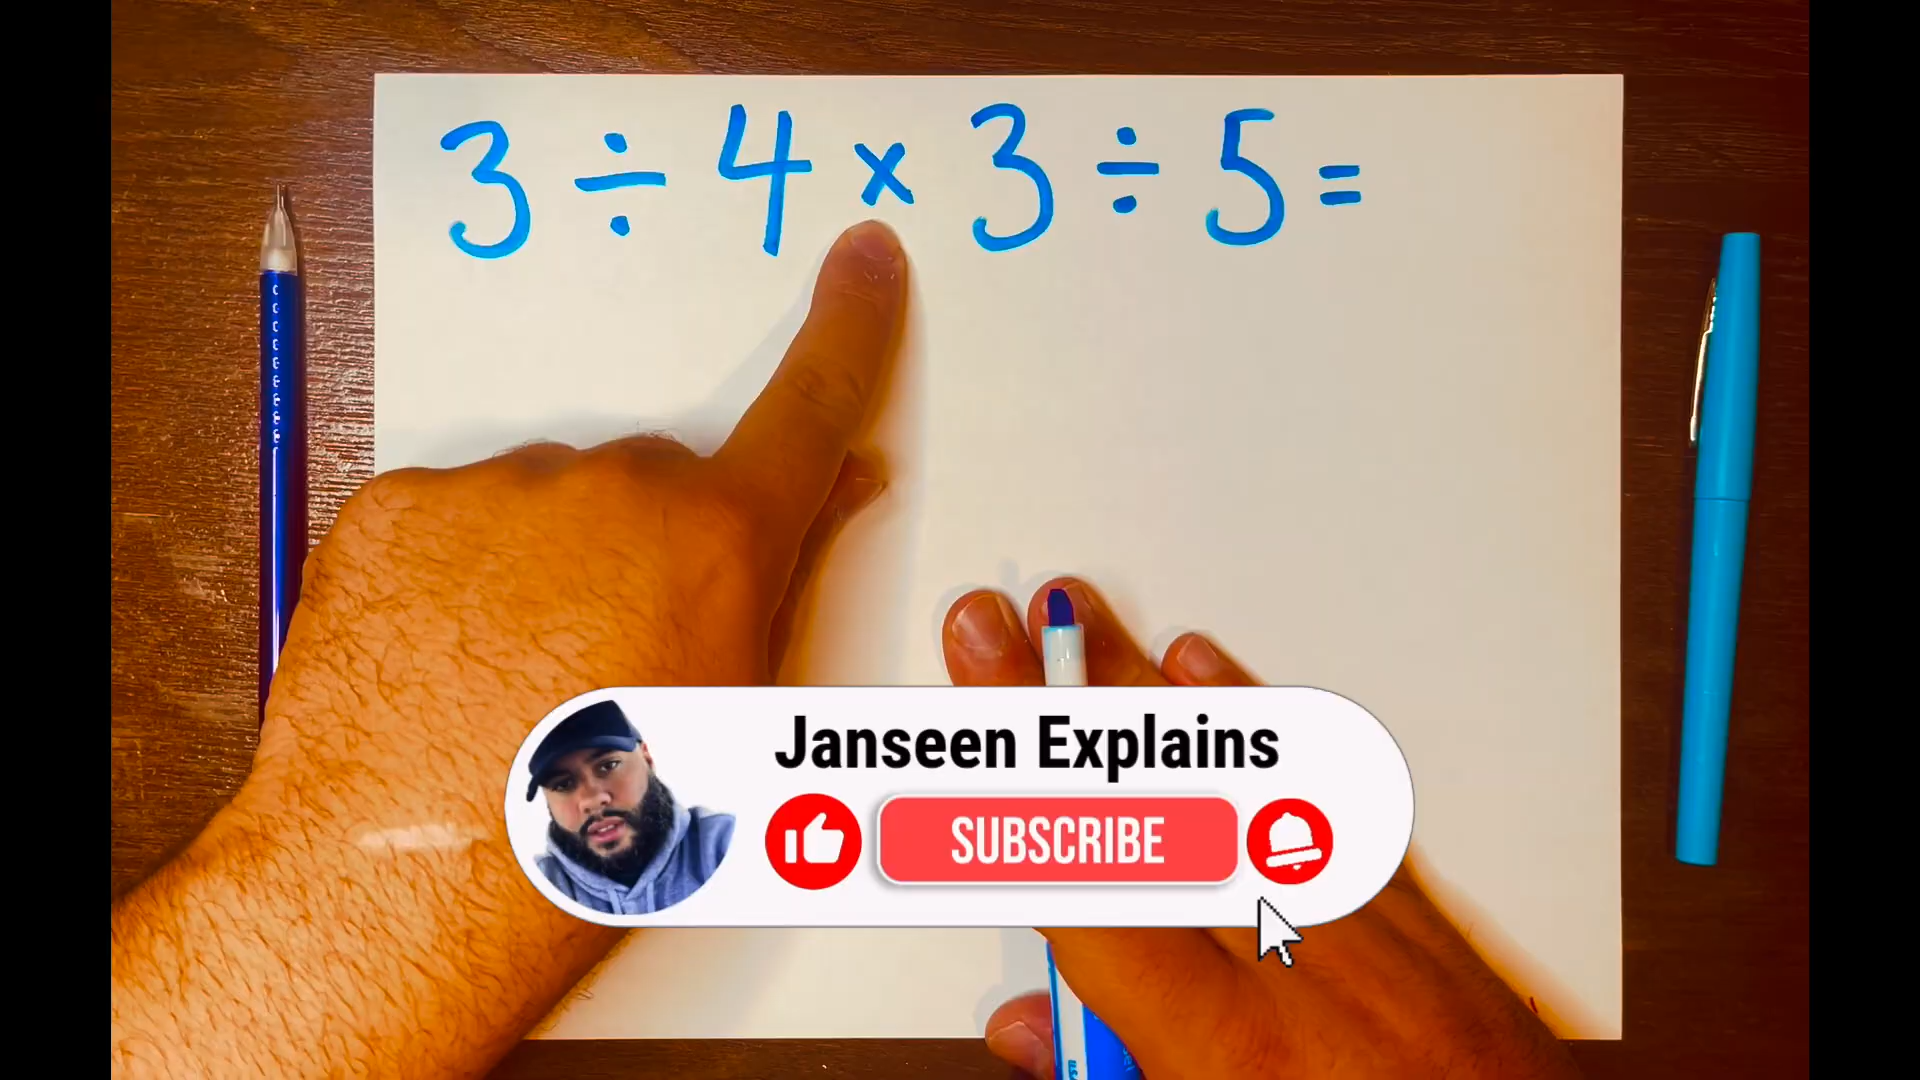 3 ÷ 4 × 3 ÷ 5 =
Janseen Explains
SUBSCRIBE